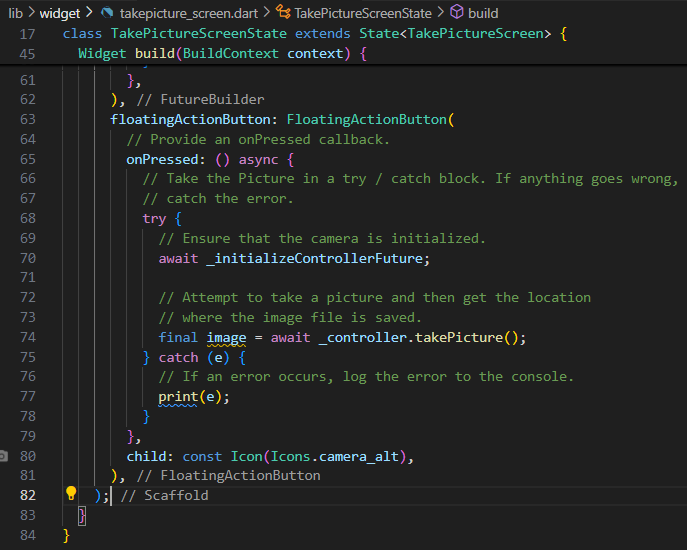 lib > widget > takepicture_screen.dart > TakePictureScreenState > build
17 class TakePictureScreenState extends State<TakePictureScreen> {
45   Widget build(BuildContext context) {
61         },
62       ), // FutureBuilder
63       floatingActionButton: FloatingActionButton(
64         // Provide an onPressed callback.
65         onPressed: () async {
66           // Take the Picture in a try / catch block. If anything goes wrong,
67           // catch the error.
68           try {
69             // Ensure that the camera is initialized.
70             await _initializeControllerFuture;
71
72             // Attempt to take a picture and then get the location
73             // where the image file is saved.
74             final image = await _controller.takePicture();
75           } catch (e) {
76             // If an error occurs, log the error to the console.
77             print(e);
78           }
79         },
80         child: const Icon(Icons.camera_alt),
81       ), // FloatingActionButton
82     ); // Scaffold
83   }
84 }